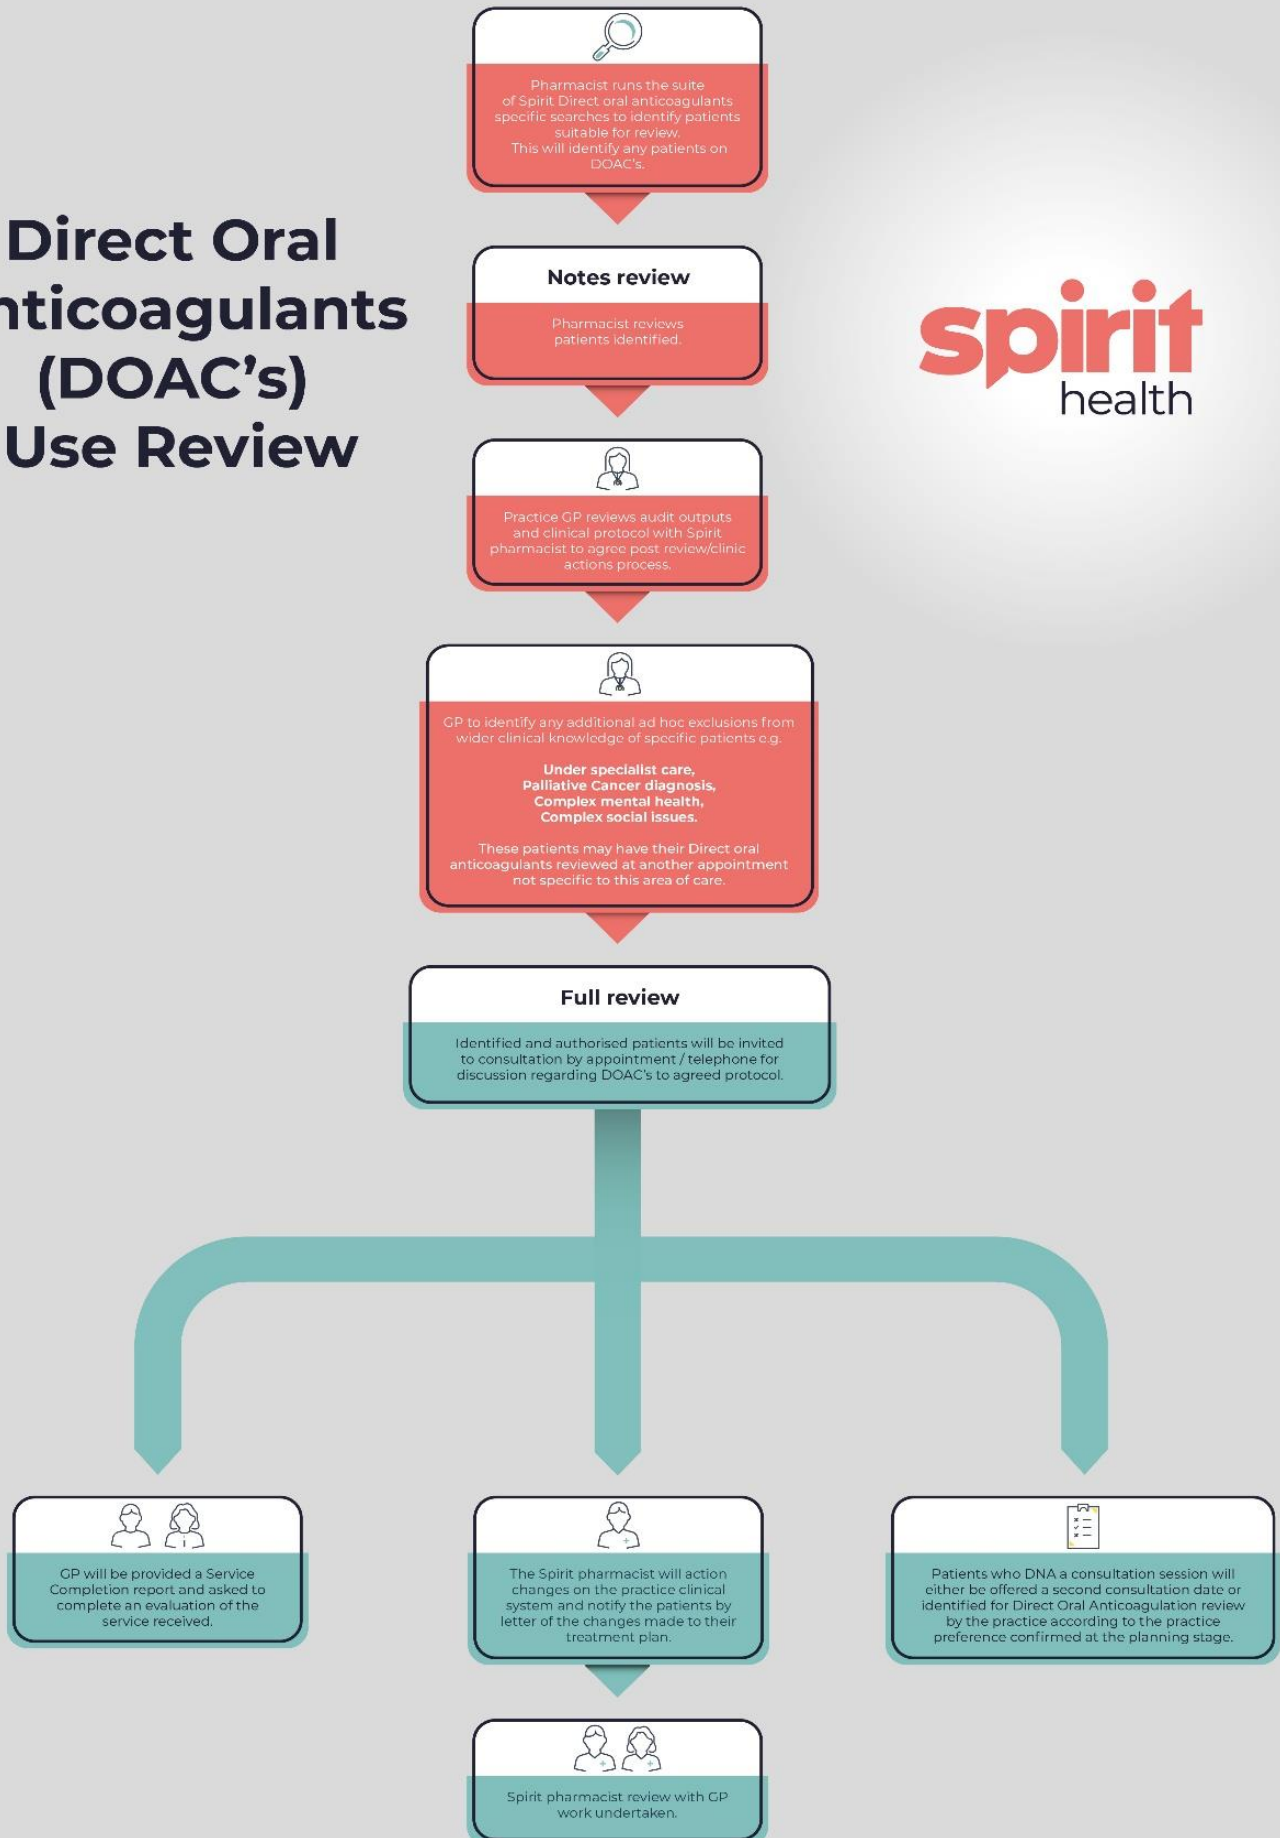 Direct Oral
nticoagulants
(DOAC's)
Use Review
spirit
health
Pharmacist runs the suite
of Spirit Direct oral anticoagulants
specific searches to identify patients
suitable for review.
This will identify any patients on
DOAC's.
Notes review
Pharmacist reviews
patients identified.
Practice GP reviews audit outputs
and clinical protocol with Spirit
pharmacist to agree post review/clinic
actions process.
GP to identify any additional ad hoc exclusions from
wider clinical knowledge of specific patients e.g.
Under specialist care,
Palliative Cancer diagnosis,
Complex mental health,
Complex social issues.
These patients may have their Direct oral
anticoagulants reviewed at another appointment
not specific to this area of care.
Full review
Identified and authorised patients will be invited
to consultation by appointment / telephone for
discussion regarding DOAC's to agreed protocol.
GP will be provided a Service
Completion report and asked to
complete an evaluation of the
service received.
The Spirit pharmacist will action
changes on the practice clinical
system and notify the patients by
letter of the changes made to their
treatment plan.
Patients who DNA a consultation session will
either be offered a second consultation date or
identified for Direct Oral Anticoagulation review
by the practice according to the practice
preference confirmed at the planning stage.
Spirit pharmacist review with GP
work undertaken.